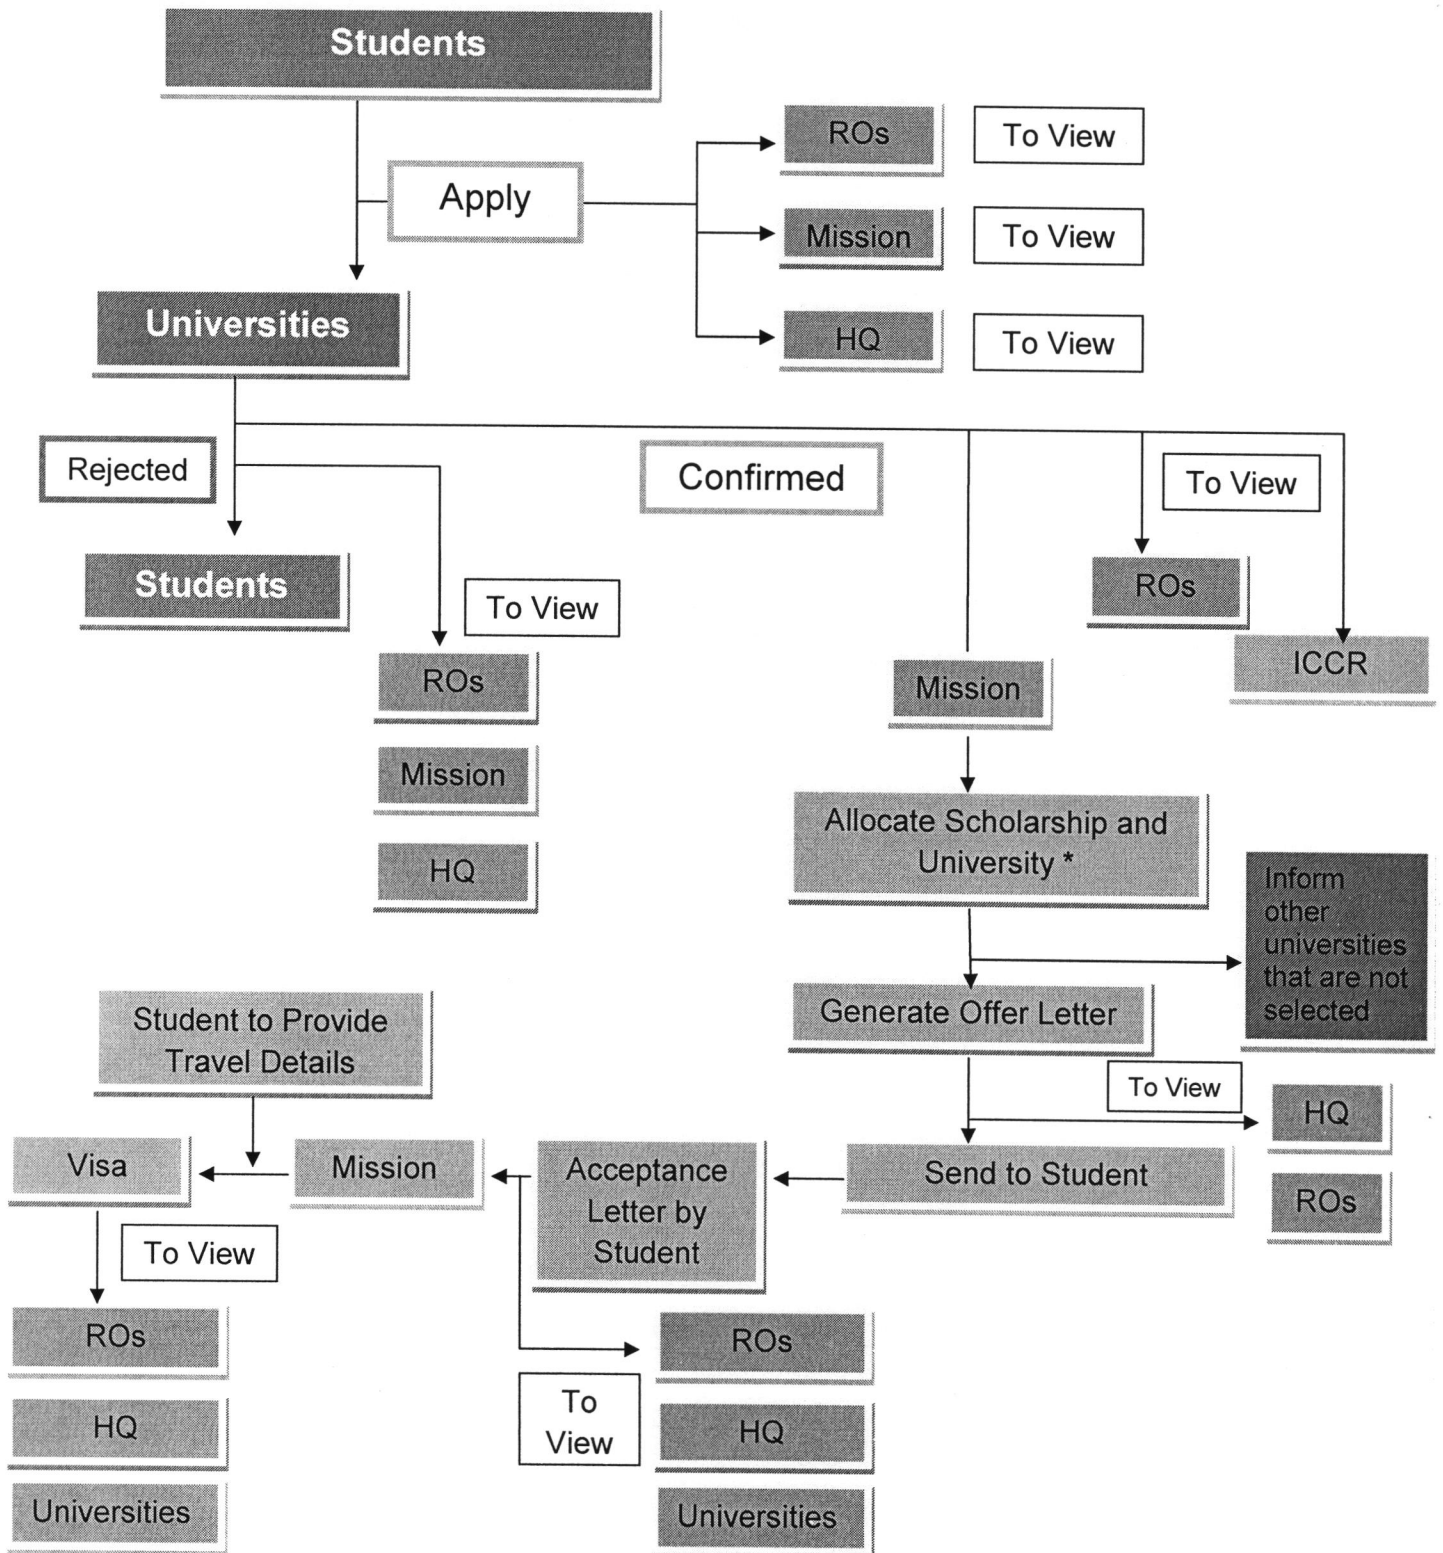 Students
ROs
To View
Apply
Mission
To View
Universities
HQ
To View
Rejected
Confirmed
To View
Students
To View
ROs
ROs
Mission
ICCR
Mission
HQ
Allocate Scholarship and
University *
Inform
other
universities
that are not
selected
Generate Offer Letter
Student to Provide
Travel Details
To View
HQ
Visa
Mission
Acceptance
Letter by
Student
Send to Student
ROs
To View
ROs
HQ
Universities
ROs
To
View
HQ
Universities